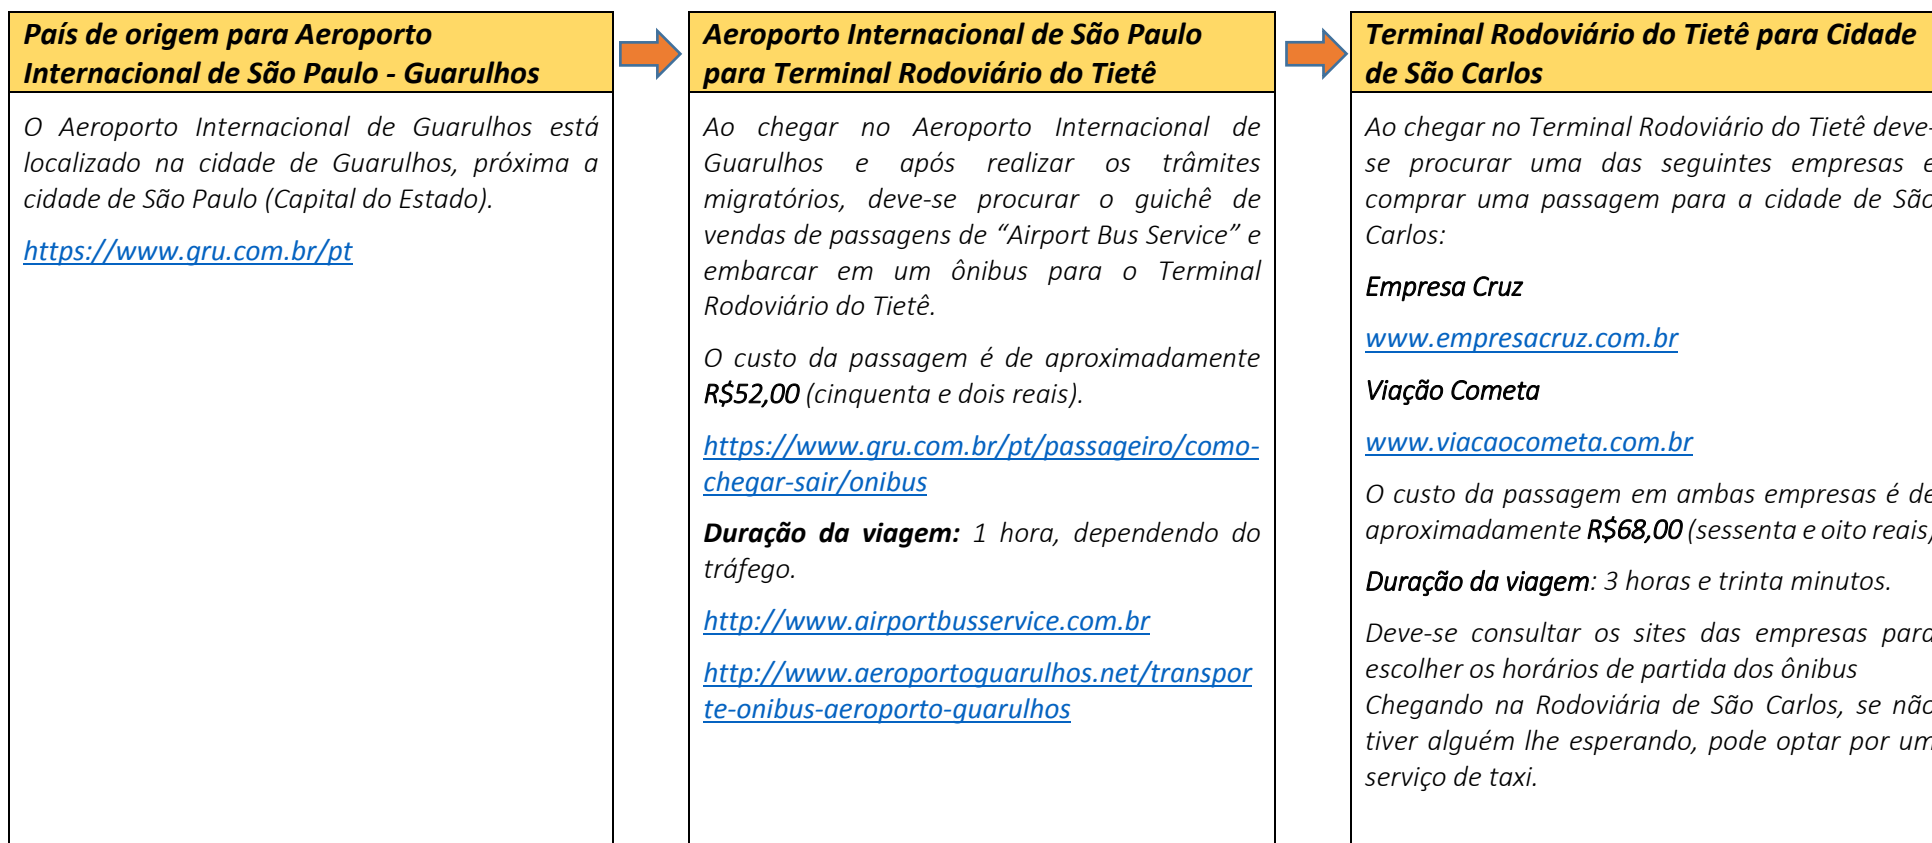 País de origem para Aeroporto
Internacional de São Paulo - Guarulhos
O Aeroporto Internacional de Guarulhos está
localizado na cidade de Guarulhos, próxima a
cidade de São Paulo (Capital do Estado).
https://www.gru.com.br/pt
Aeroporto Internacional de São Paulo
para Terminal Rodoviário do Tietê
Ao chegar no Aeroporto Internacional de
Guarulhos e após realizar os trâmites
migratórios, deve-se procurar o guichê de
vendas de passagens de “Airport Bus Service” e
embarcar em um ônibus para o Terminal
Rodoviário do Tietê.
O custo da passagem é de aproximadamente
R$52,00 (cinquenta e dois reais).
https://www.gru.com.br/pt/passageiro/como-
chegar-sair/onibus
Duração da viagem: 1 hora, dependendo do
tráfego.
http://www.airportbusservice.com.br
http://www.aeroportoguarulhos.net/transpor
te-onibus-aeroporto-guarulhos
Terminal Rodoviário do Tietê para Cidade
de São Carlos
Ao chegar no Terminal Rodoviário do Tietê deve-
se procurar uma das seguintes empresas e
comprar uma passagem para a cidade de São
Carlos:
Empresa Cruz
www.empresacruz.com.br
Viação Cometa
www.viacaocometa.com.br
O custo da passagem em ambas empresas é de
aproximadamente R$68,00 (sessenta e oito reais)
Duração da viagem: 3 horas e trinta minutos.
Deve-se consultar os sites das empresas para
escolher os horários de partida dos ônibus
Chegando na Rodoviária de São Carlos, se não
tiver alguém lhe esperando, pode optar por um
serviço de taxi.